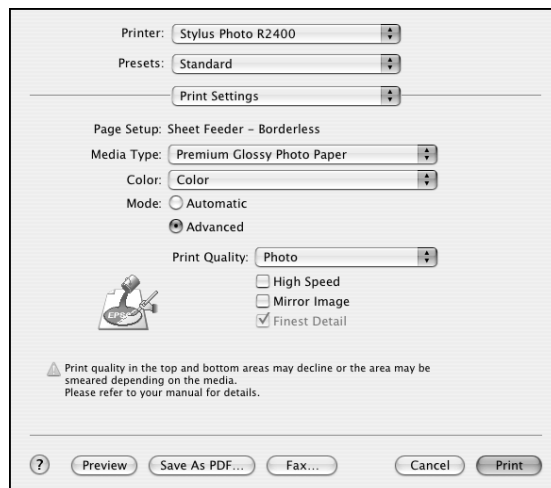 Printer: Stylus Photo R2400
Presets: Standard
Print Settings
Page Setup: Sheet Feeder – Borderless
Media Type: Premium Glossy Photo Paper
Color: Color
Mode: Automatic
Advanced
Print Quality: Photo
High Speed
Mirror Image
Finest Detail
EPS
Print quality in the top and bottom areas may decline or the area may be
smeared depending on the media.
Please refer to your manual for details.
? Preview Save As PDF... Fax... Cancel Print